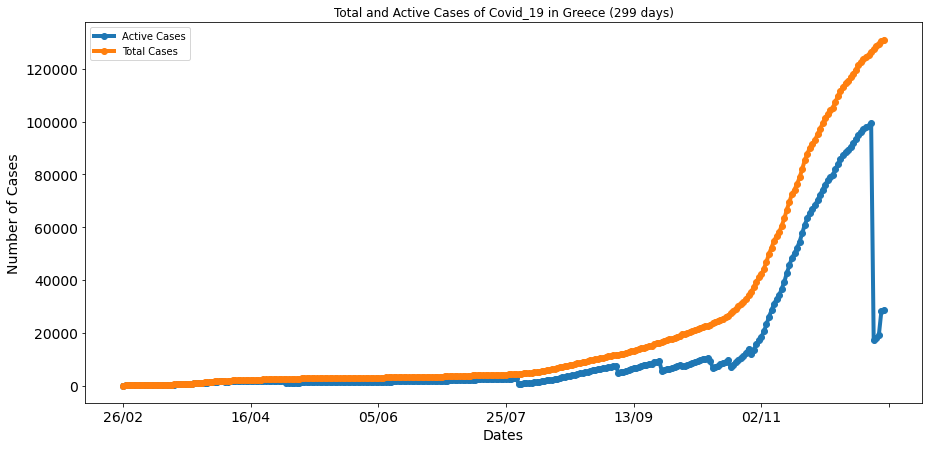 Total and Active Cases of Covid_19 in Greece (299 days)
Active Cases
Total Cases
120000
100000
80000
60000
40000
20000
0
Number of Cases
26/02 16/04 05/06 25/07 13/09 02/11
Dates